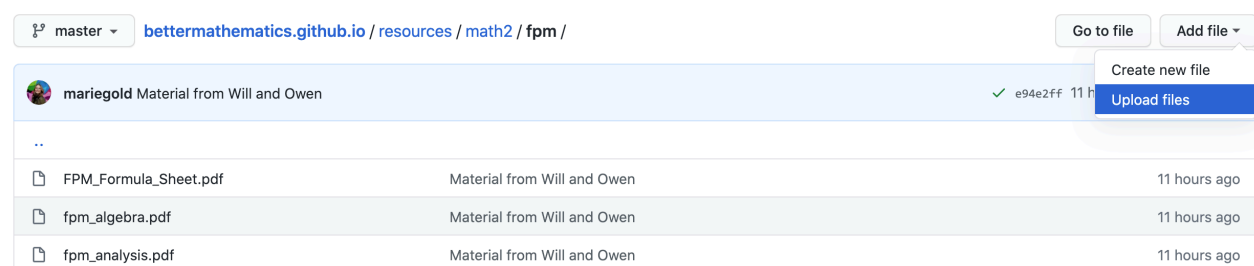 master bettermathematics.github.io / resources / math2 / fpm / Go to file Add file
Create new file
mariegold Material from Will and Owen e94e2ff 11 h
Upload files
..
FPM_Formula_Sheet.pdf Material from Will and Owen 11 hours ago
fpm_algebra.pdf Material from Will and Owen 11 hours ago
fpm_analysis.pdf Material from Will and Owen 11 hours ago